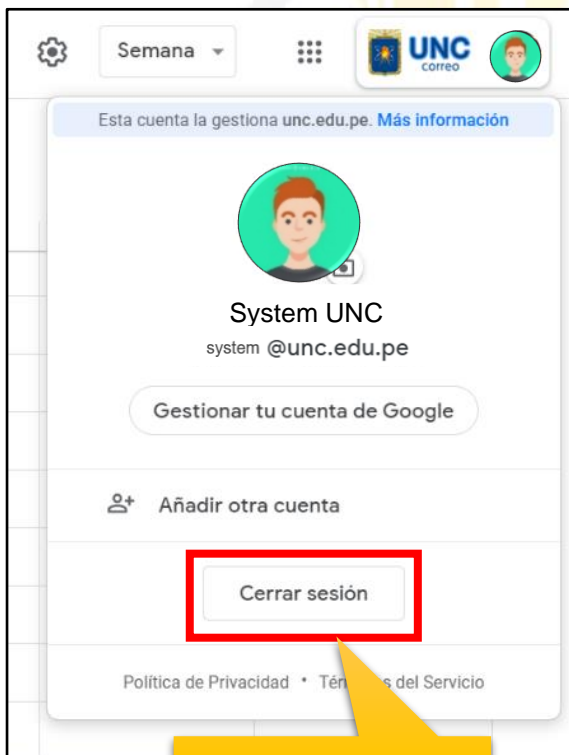 Semana
UNC
correo
Esta cuenta la gestiona unc.edu.pe. Más información
System UNC
system @unc.edu.pe
Gestionar tu cuenta de Google
Añadir otra cuenta
Cerrar sesión
Política de Privacidad • del Servicio